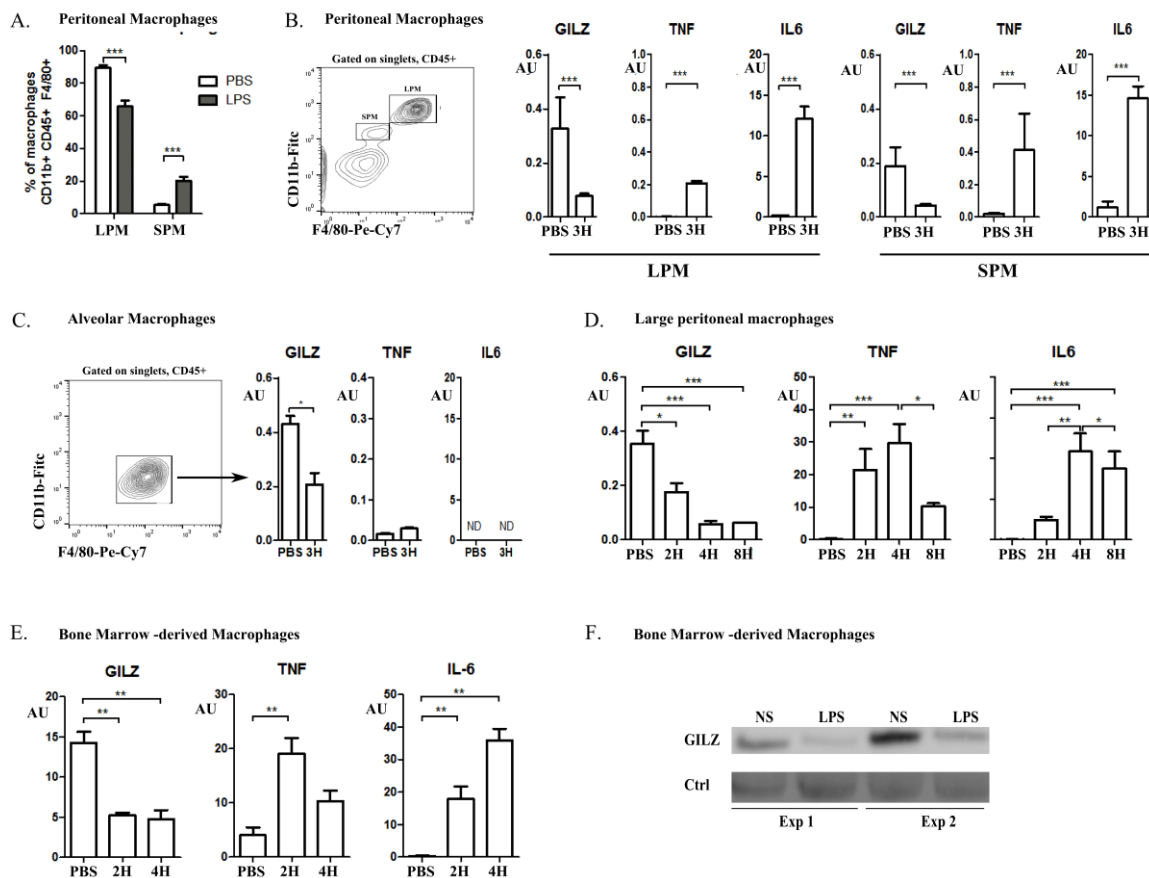 A. Peritoneal Macrophages
% of macrophages
CD11b+ CD45+ F4/80+
100
80
60
40
20
0
***
***
PBS
LPS
LPM SPM
B. Peritoneal Macrophages
Gated on singlets, CD45+
LPM
SPM
CD11b-Fitc
F4/80-Pe-Cy7
GILZ TNF IL6 GILZ TNF IL6
AU AU AU AU AU AU
0.6 1.0 20 0.8 1.0 20
0.8 0.8
0.4 15 0.6 15
0.6 0.6
10 0.4 10
0.4 0.4
0.2 5 0.2 5
0.2 0.2
0.0 0.0 0 0.0 0.0 0
*** *** *** *** *** ***
PBS 3H PBS 3H PBS 3H PBS 3H PBS 3H PBS 3H
LPM SPM
C. Alveolar Macrophages
Gated on singlets, CD45+
CD11b-Fitc
F4/80-Pe-Cy7
GILZ TNF IL6
AU AU AU
0.6 0.4 20
0.3 15
0.4
0.2 10
0.2
0.1 5
0.0 0.0 0
*
ND ND
PBS 3H PBS 3H PBS 3H
D. Large peritoneal macrophages
GILZ TNF IL6
AU AU AU
0.6 50
40
0.4
30
20
0.2
10
0.0 0
*** ***
*** *** * ***
* ** ** *
PBS 2H 4H 8H PBS 2H 4H 8H PBS 2H 4H 8H
E. Bone Marrow -derived Macrophages
GILZ TNF IL-6
AU AU AU
20 30 50
15 40
20
10 30
20
5 10
10
0 0 0
** ** **
** **
PBS 2H 4H PBS 2H 4H PBS 2H 4H
F. Bone Marrow -derived Macrophages
NS LPS NS LPS
GILZ
Ctrl
Exp 1 Exp 2